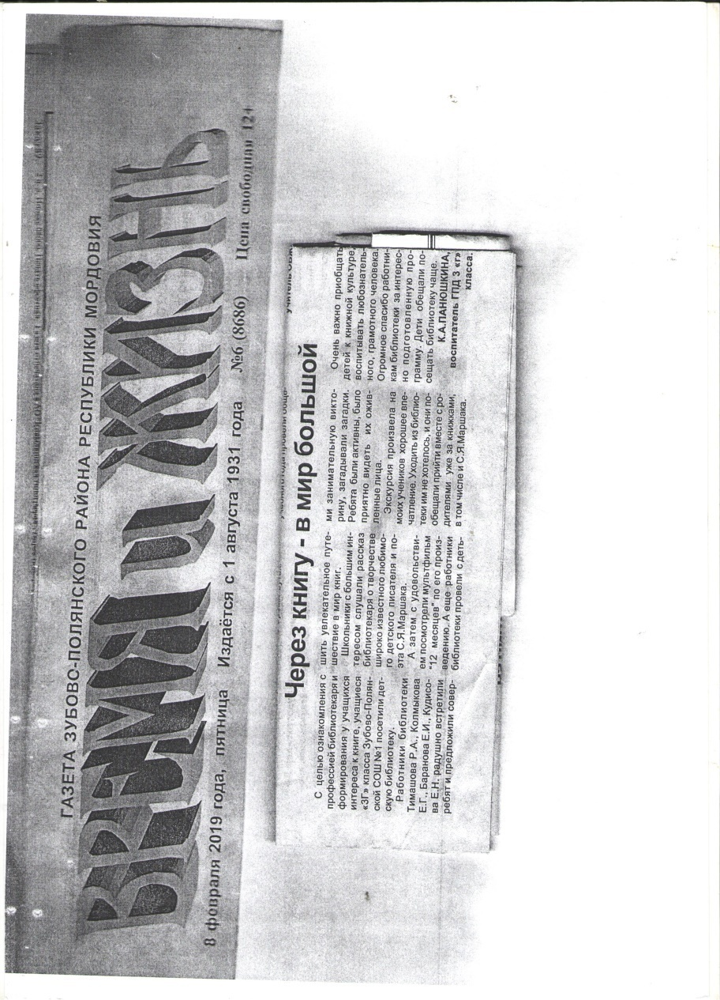 ГАЗЕТА ЗУБОВО-ПОЛЯНСКОГО РАЙОНА РЕСПУБЛИКИ МОРДОВИЯ
ВРЕМЯ и ЖИЗНЬ
8 февраля 2019 года, пятница Издаётся с 1 августа 1931 года №6 (8686) Цена свободная 12+
Через книгу - в мир большой
С целью ознакомления с
профессией библиотекаря и
формирования у учащихся
интереса к книге, учащиеся
«3Г» класса Зубово-Полян-
ской СОШ №1 посетили дет-
скую библиотеку.
Работники библиотеки
Тимашова Р.А., Колмыкова
Е.Г., Баранова Е.И., Кудисо-
ва Е.Н. радушно встретили
ребят и предложили совер-
шить увлекательное путе-
шествие в мир книг.
Школьники с большим ин-
тересом слушали рассказ
библиотекаря о творчестве
широко известного любимо-
го детского писателя и по-
эта С.Я.Маршака.
А затем с удовольстви-
ем посмотрели мультфильм
"12 месяцев" по его произ-
ведению. А еще работники
библиотеки провели с деть-
ми занимательную викто-
рину, загадывали загадки.
Ребята были активны, было
приятно видеть их ожив-
ленные лица.
Экскурсия произвела на
моих учеников хорошее впе-
чатление. Уходить из библио-
теки им не хотелось, и они по-
обещали прийти вместе с ро-
дителями уже за книжками,
в том числе и С.Я.Маршака.
Очень важно приобщать
детей к книжной культуре,
воспитывать любознатель-
ного, грамотного человека.
Огромное спасибо работни-
кам библиотеки за интерес-
но подготовленную про-
грамму. Дети обещали по-
сещать библиотеку чаще.
К.А.ПАНЮШКИНА,
воспитатель ГПД 3 «г»
класса.